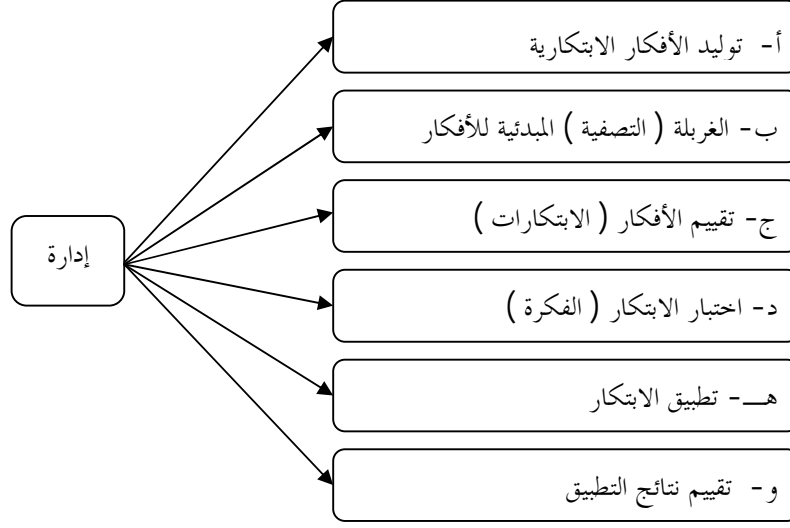 أ- توليد الأفكار الابتكارية
ب- الغربلة ( التصفية ) المبدئية للأفكار
ج- تقييم الأفكار ( الابتكارات )
إدارة
د- اختبار الابتكار ( الفكرة )
هـــ- تطبيق الابتكار
و- تقييم نتائج التطبيق